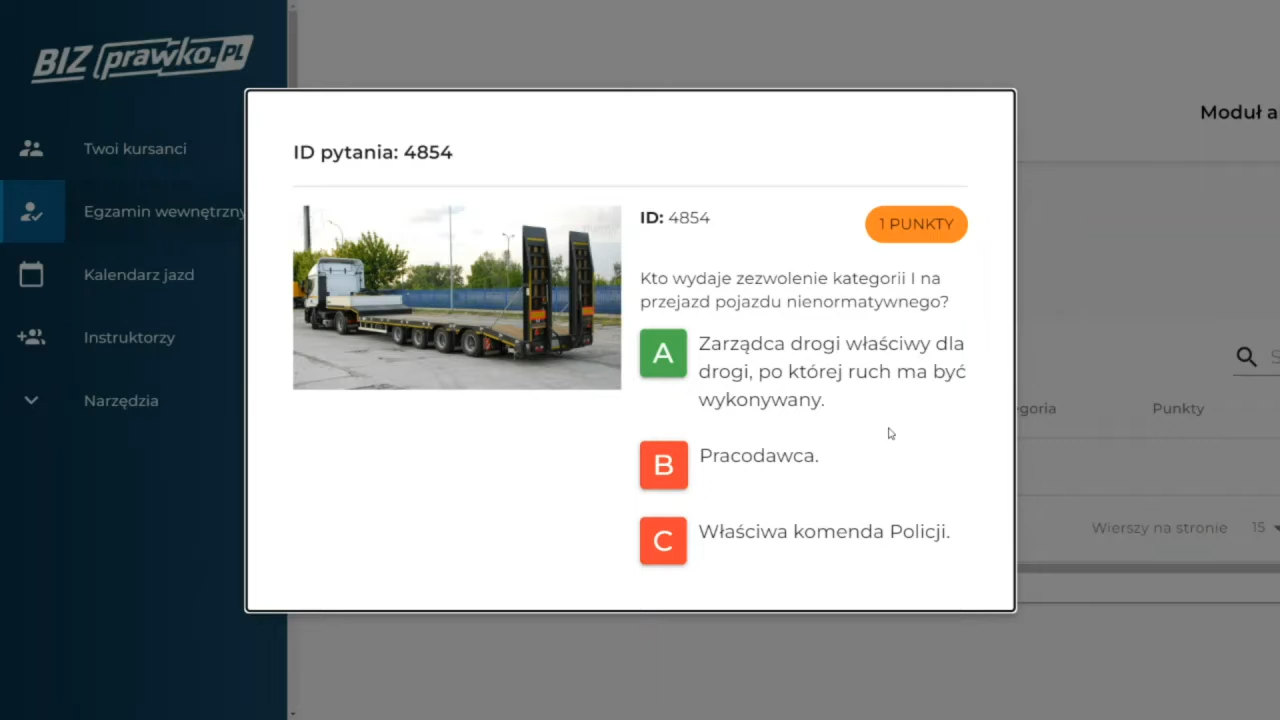 BIZ prawko.PL
Moduł a
Twoi kursanci
Egzamin wewnętrzny
Kalendarz jazd
Instruktorzy
Narzędzia
ID pytania: 4854
ID: 4854
1 PUNKTY
Kto wydaje zezwolenie kategorii I na
przejazd pojazdu nienormatywnego?
A
Zarządca drogi właściwy dla
drogi, po której ruch ma być
wykonywany.
B
Pracodawca.
C
Właściwa komenda Policji.
S
egoria
Punkty
Wierszy na stronie
15